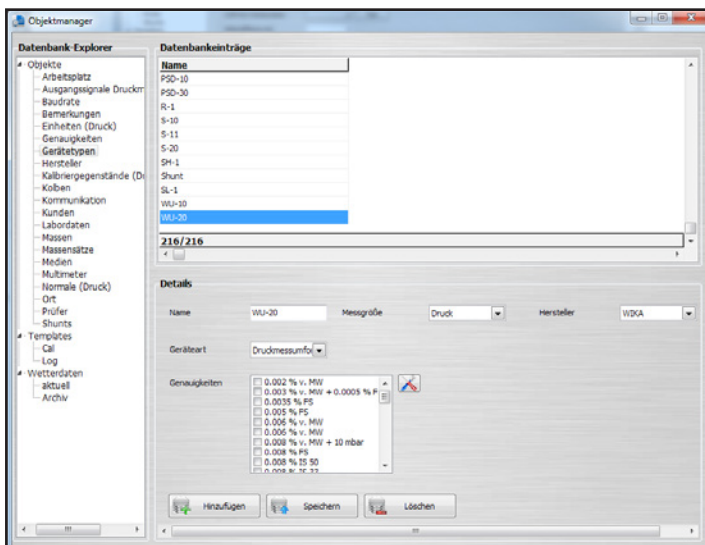 Objektmanager
Datenbank-Explorer
Objekte
Arbeitsplatz
Ausgangssignale Druckm
Baudrate
Bemerkungen
Einheiten (Druck)
Genauigkeiten
Gerätetypen
Hersteller
Kalibriergegenstände (Dr
Kolben
Kommunikation
Kunden
Labordaten
Massen
Massensätze
Medien
Multimeter
Normale (Druck)
Ort
Prüfer
Shunts
Templates
Cal
Log
Wetterdaten
aktuell
Archiv
Datenbankeinträge
Name
PSD-10
PSD-30
R-1
S-10
S-11
S-20
SH-1
Shunt
SL-1
WU-10
WU-20
216/216
Details
Name WU-20 Messgröße Druck Hersteller WIKA
Geräteart Druckmessumfor
Genauigkeiten
0.002 % v. MW
0.003 % v. MW + 0.0005 % F
0.0035 % FS
0.005 % FS
0.006 % v. MW
0.006 % v. MW
0.008 % v. MW + 10 mbar
0.008 % FS
0.008 % IS 50
0.008 % IS 33
Hinzufügen Speichern Löschen